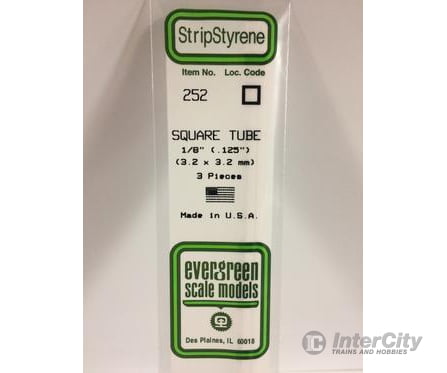 StripStyrene
Item No. Loc. Code
252
SQUARE TUBE
1/8" (.125")
(3.2 x 3.2 mm)
3 Pieces
Made in U.S.A.
evergreen
scale models
Des Plaines, IL 60018
IC InterCity
TRAINS AND HOBBIES